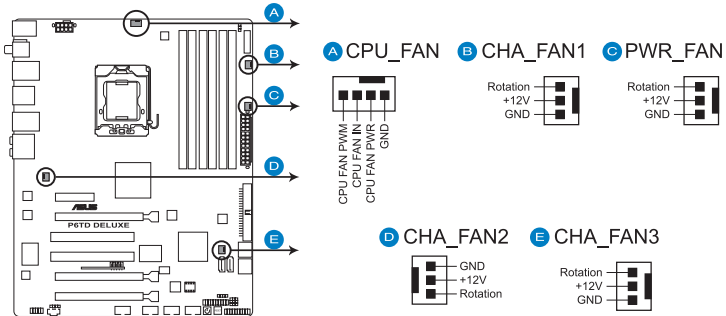 A
B
C
D
E
/ISUS
P6TD DELUXE
A CPU_FAN
CPU FAN PWM
CPU FAN IN
CPU FAN PWR
GND
B CHA_FAN1
Rotation
+12V
GND
C PWR_FAN
Rotation
+12V
GND
D CHA_FAN2
GND
+12V
Rotation
E CHA_FAN3
Rotation
+12V
GND